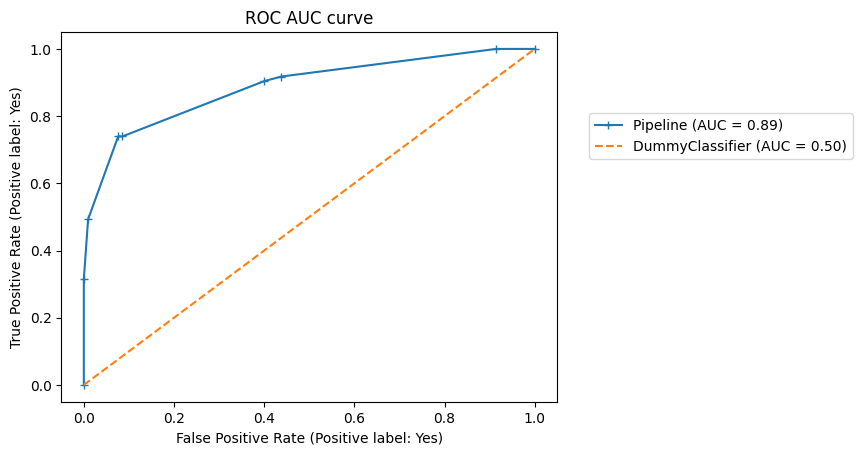 ROC AUC curve
True Positive Rate (Positive label: Yes)
1.0
0.8
0.6
0.4
0.2
0.0
0.0 0.2 0.4 0.6 0.8 1.0
False Positive Rate (Positive label: Yes)
Pipeline (AUC = 0.89)
DummyClassifier (AUC = 0.50)